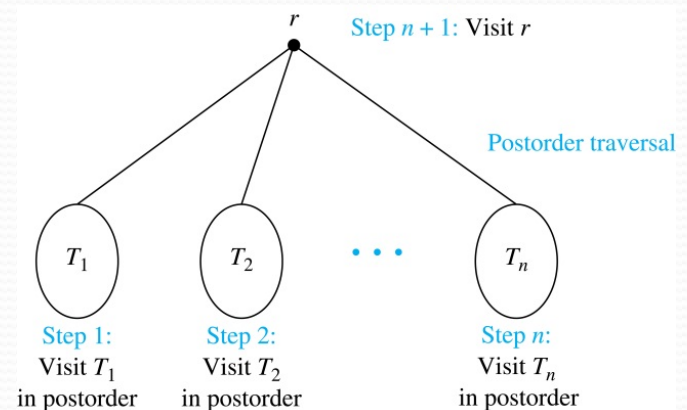 r
Step n + 1: Visit r
Postorder traversal
T₁
T₂
. . .
Tₙ
Step 1:
Visit T₁
in postorder
Step 2:
Visit T₂
in postorder
Step n:
Visit Tₙ
in postorder